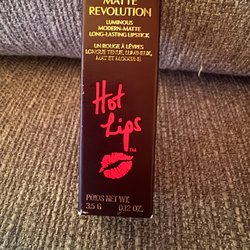 MATTE
REVOLUTION
LUMINOUS
MODERN-MATTE
LONG-LASTING LIPSTICK
UN ROUGE À LÈVRES
LONGUE TENUE, LUMINEUX,
MAT ET MODERNE
Hot
Lips
TM
POIDS NET WT.
3.5 G 0.12 OZ.